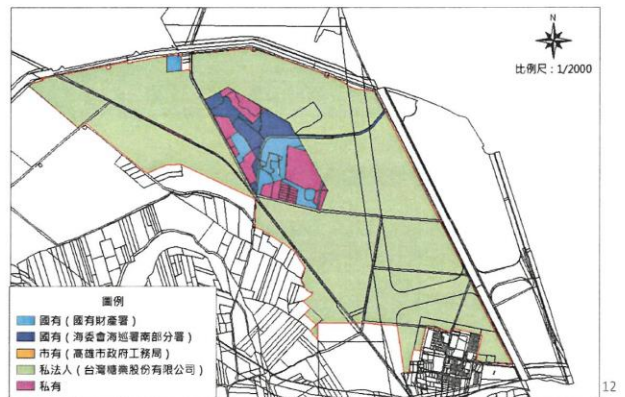 N
比例尺：1/2000
圖例
國有（國有財產署）
國有（海委會海巡署南部分署）
市有（高雄市政府工務局）
私法人（台灣糖業股份有限公司）
私有
12